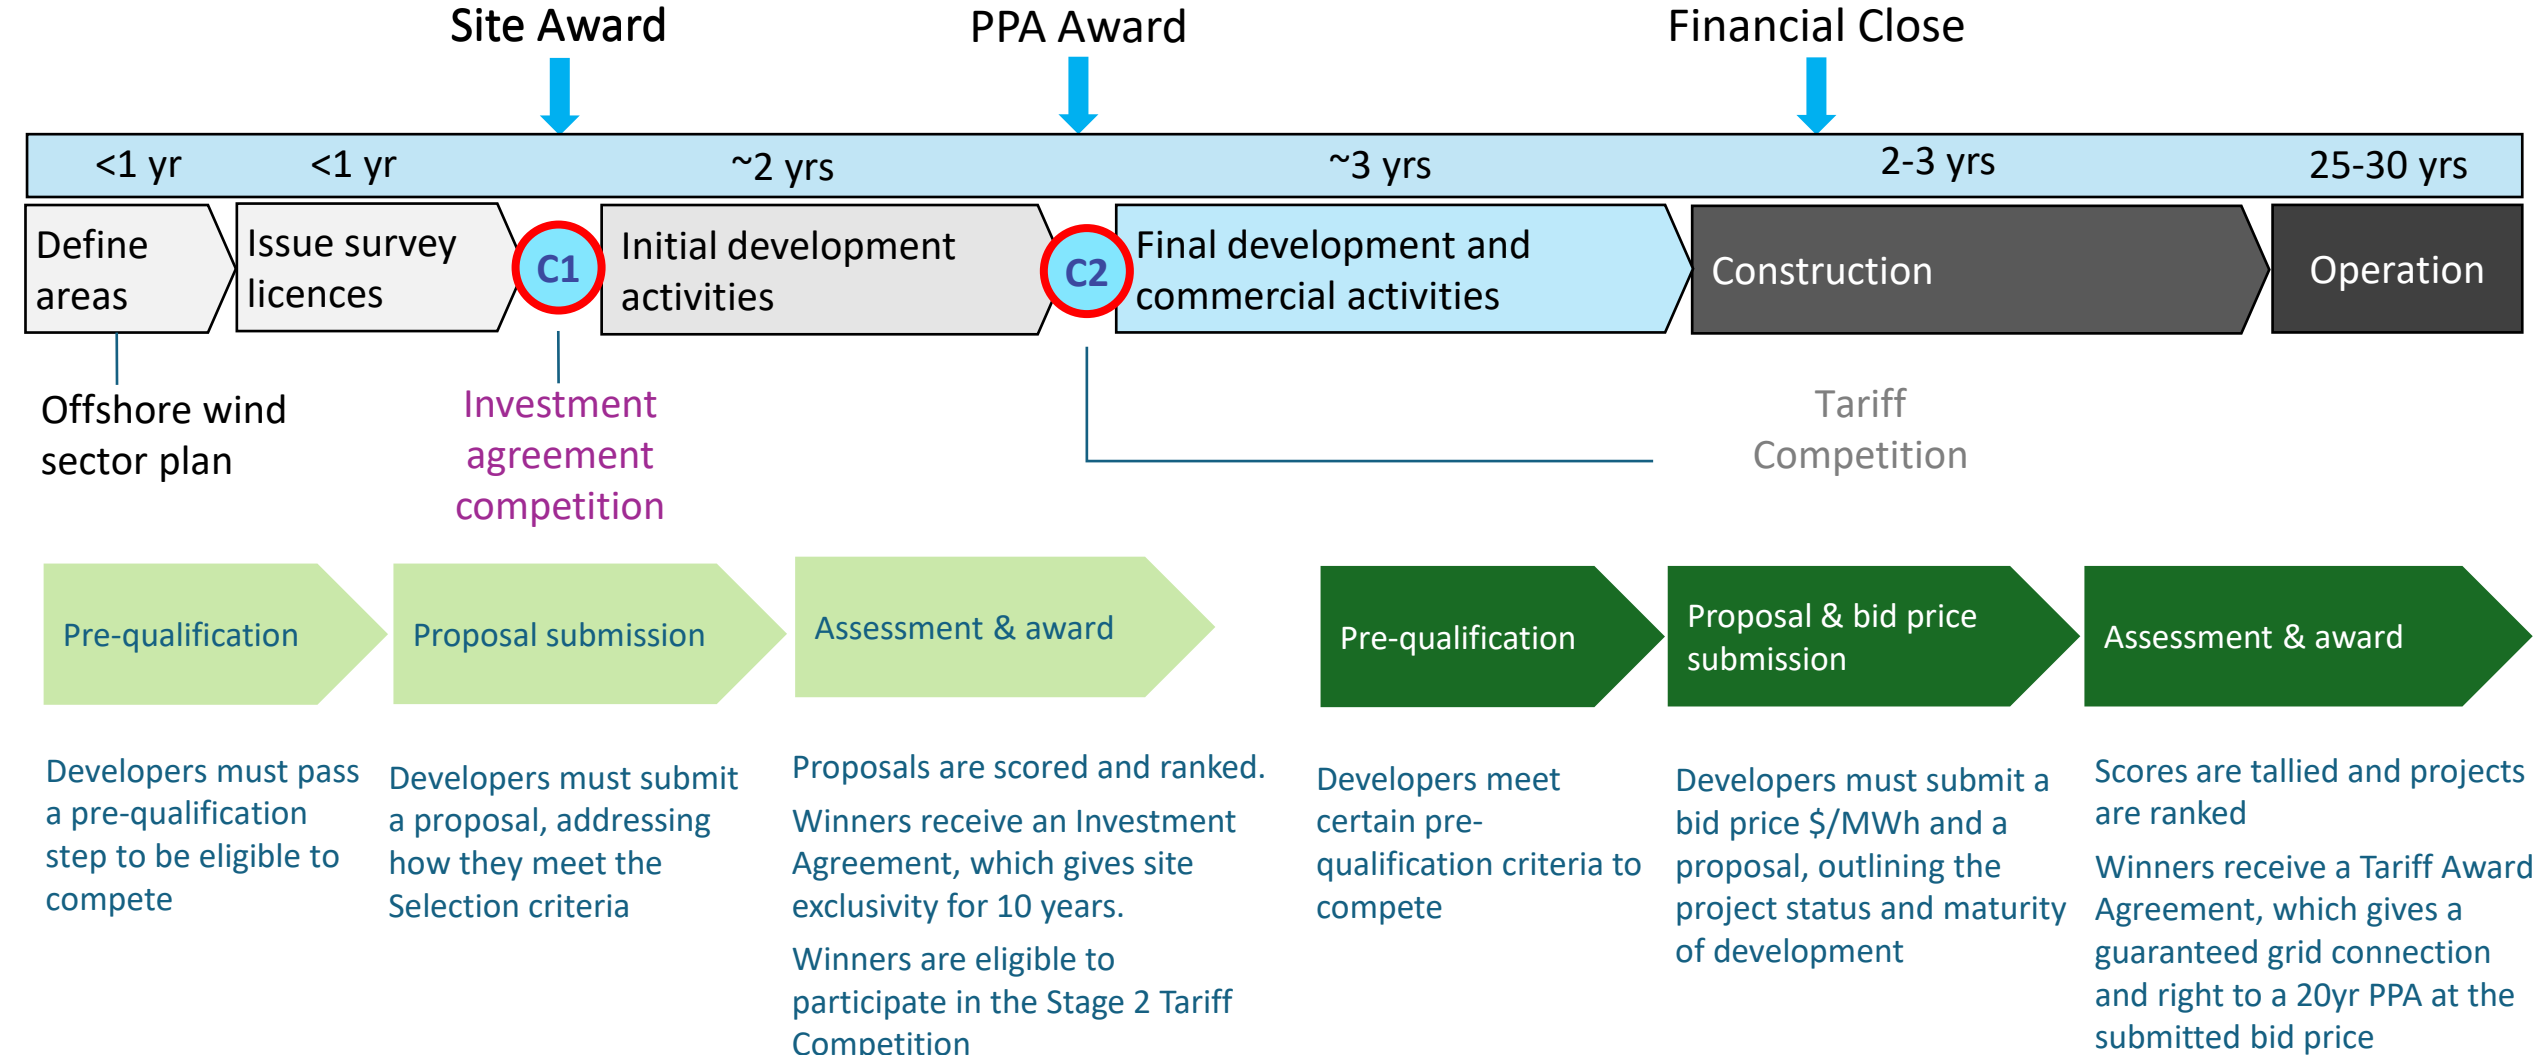 Site Award
PPA Award
Financial Close
<1 yr
<1 yr
~2 yrs
~3 yrs
2-3 yrs
25-30 yrs
Define
areas
Issue survey
licences
C1
Initial development
activities
C2
Final development and
commercial activities
Construction
Operation
Offshore wind
sector plan
Investment
agreement
competition
Tariff
Competition
Pre-qualification
Proposal submission
Assessment & award
Pre-qualification
Proposal & bid price
submission
Assessment & award
Developers must pass
a pre-qualification
step to be eligible to
compete
Developers must submit
a proposal, addressing
how they meet the
Selection criteria
Proposals are scored and ranked.
Winners receive an Investment
Agreement, which gives site
exclusivity for 10 years.
Winners are eligible to
participate in the Stage 2 Tariff
Competition
Developers meet
certain pre-
qualification criteria to
compete
Developers must submit a
bid price $/MWh and a
proposal, outlining the
project status and maturity
of development
Scores are tallied and projects
are ranked
Winners receive a Tariff Award
Agreement, which gives a
guaranteed grid connection
and right to a 20yr PPA at the
submitted bid price